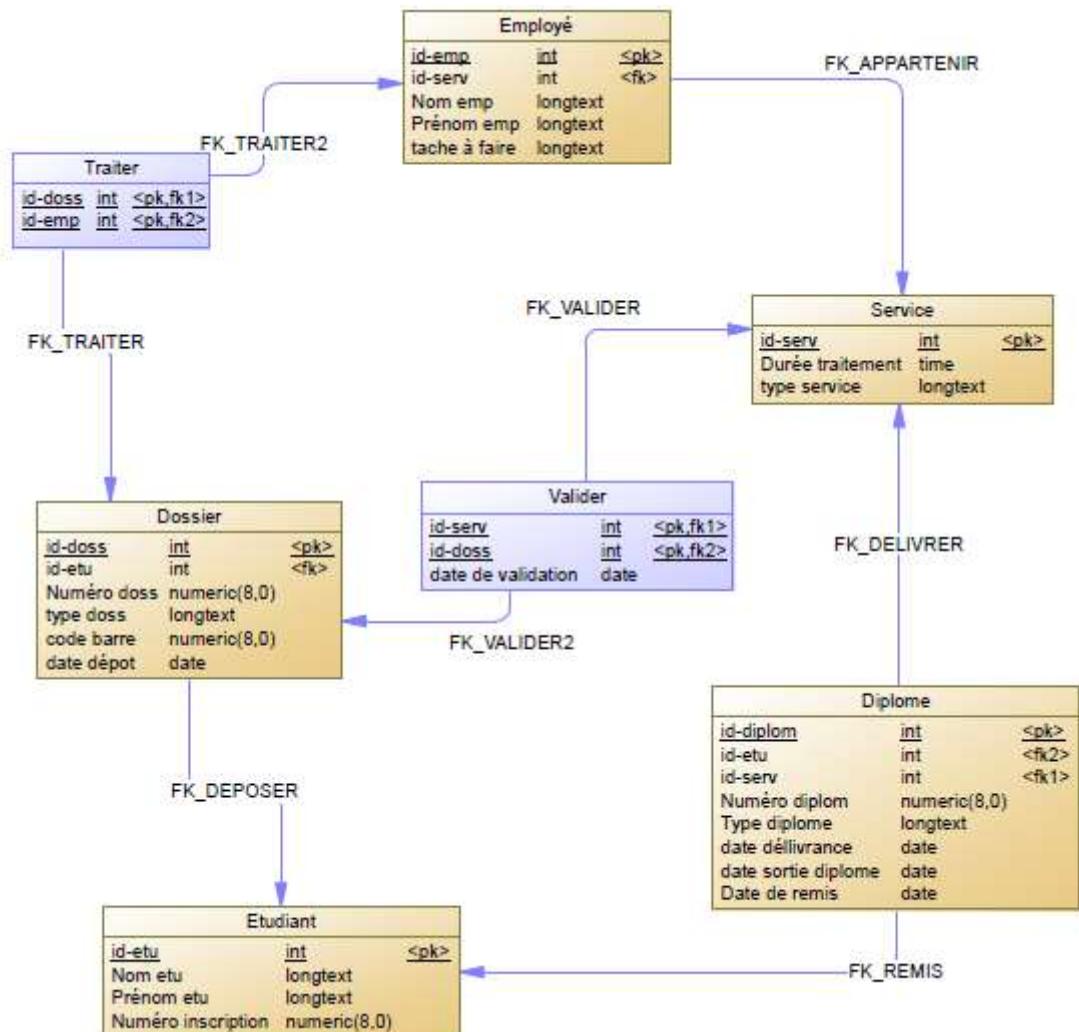 Employé
id-emp int <pk>
id-serv int <fk>
Nom emp longtext
Prénom emp longtext
tache à faire longtext
FK_APPARTENIR
FK_TRAITER2
Traiter
id-doss int <pk,fk1>
id-emp int <pk,fk2>
FK_TRAITER
FK_VALIDER
Service
id-serv int <pk>
Durée traitement time
type service longtext
Valider
id-serv int <pk,fk1>
id-doss int <pk,fk2>
date de validation date
Dossier
id-doss int <pk>
id-etu int <fk>
Numéro doss numeric(8,0)
type doss longtext
code barre numeric(8,0)
date dépot date
FK_DELIVRER
FK_VALIDER2
Diplome
id-diplom int <pk>
id-etu int <fk2>
id-serv int <fk1>
Numéro diplom numeric(8,0)
Type diplome longtext
date déllivrance date
date sortie diplome date
Date de remis date
FK_DEPOSER
Etudiant
id-etu int <pk>
Nom etu longtext
Prénom etu longtext
Numéro inscription numeric(8,0)
FK_REMIS